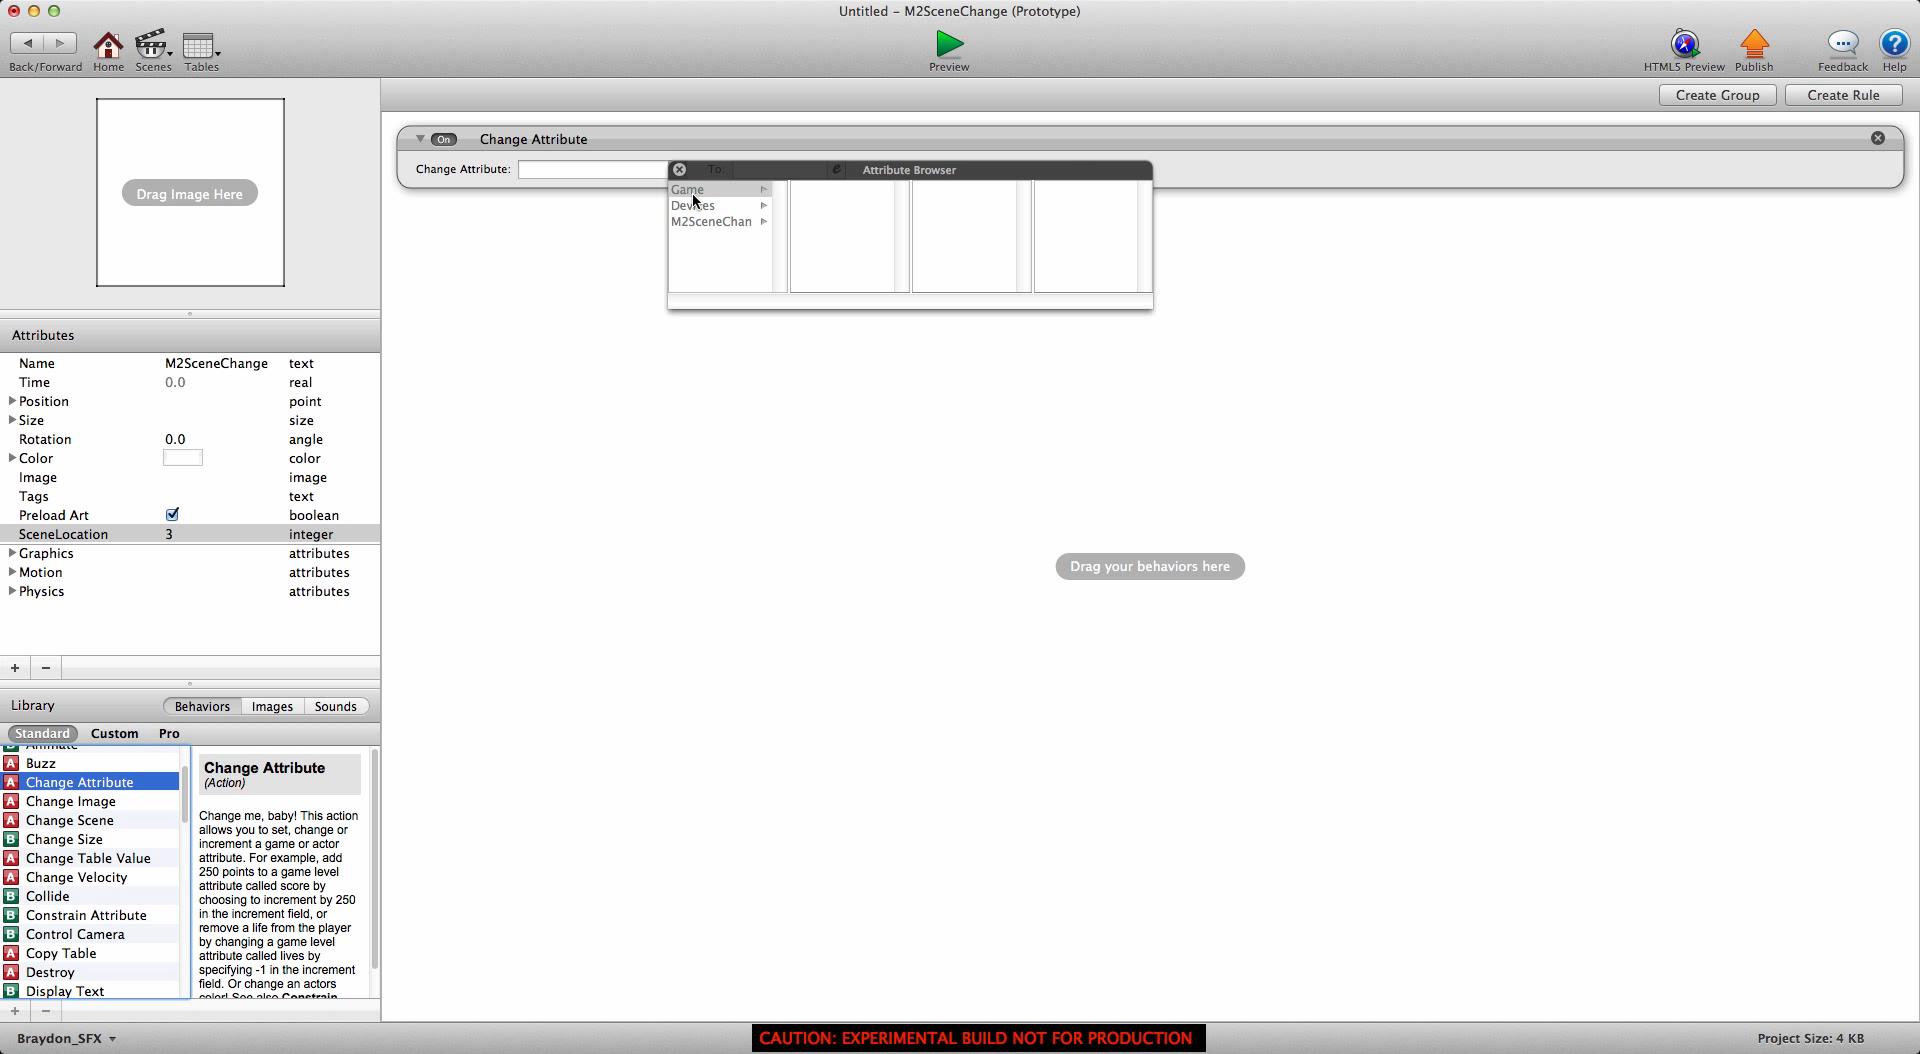 Untitled – M2SceneChange (Prototype)
Back/Forward
Home
Scenes
Tables
Preview
HTML5 Preview
Publish
Feedback
Help
Create Group
Create Rule
Drag Image Here
On
Change Attribute
Change Attribute:
To:
Attribute Browser
Game
Devices
M2SceneChan
Attributes
Name M2SceneChange text
Time 0.0 real
Position point
Size size
Rotation 0.0 angle
Color color
Image image
Tags text
Preload Art boolean
SceneLocation 3 integer
Graphics attributes
Motion attributes
Physics attributes
Drag your behaviors here
+ −
Library
Behaviors
Images
Sounds
Standard
Custom
Pro
B Animate
A Buzz
A Change Attribute
A Change Image
A Change Scene
B Change Size
A Change Table Value
A Change Velocity
B Collide
B Constrain Attribute
B Control Camera
A Copy Table
A Destroy
B Display Text
Change Attribute
(Action)
Change me, baby! This action
allows you to set, change or
increment a game or actor
attribute. For example, add
250 points to a game level
attribute called score by
choosing to increment by 250
in the increment field, or
remove a life from the player
by changing a game level
attribute called lives by
specifying -1 in the increment
field. Or change an actors
color! See also Constrain
+ −
Braydon_SFX
CAUTION: EXPERIMENTAL BUILD NOT FOR PRODUCTION
Project Size: 4 KB